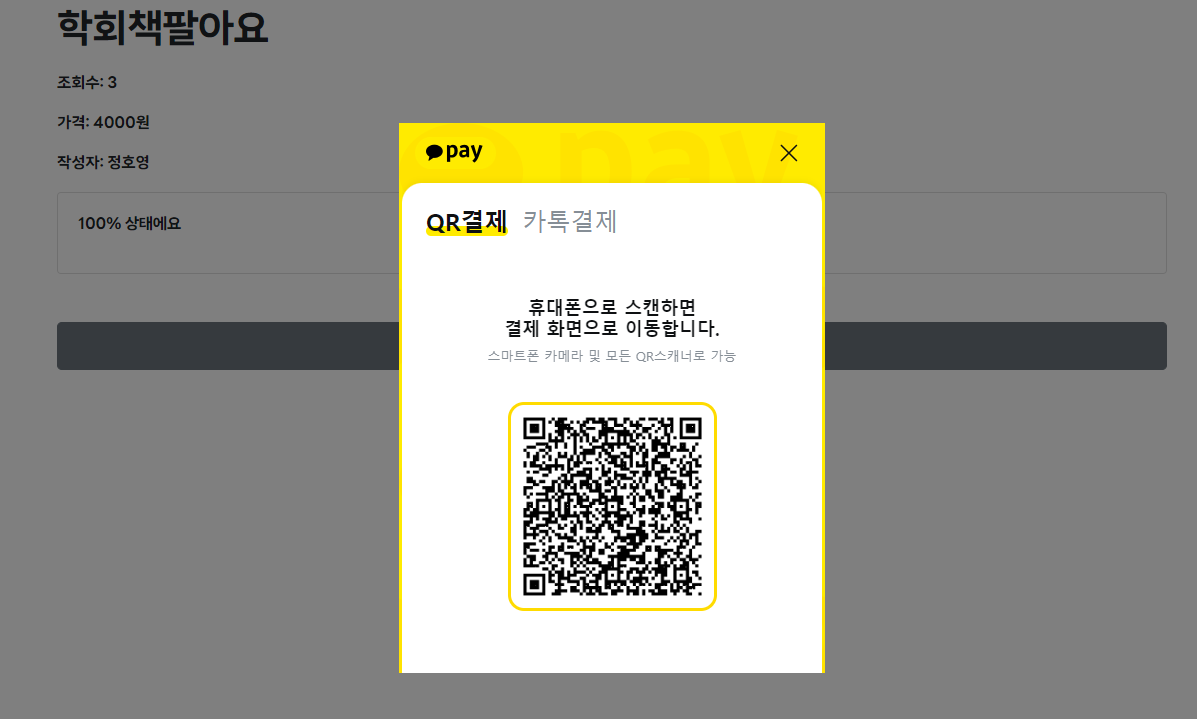 학회책팔아요
조회수: 3
가격: 4000원
작성자: 정호영
100% 상태에요
pay
pay
QR결제 카톡결제
휴대폰으로 스캔하면
결제 화면으로 이동합니다.
스마트폰 카메라 및 모든 QR스캐너로 가능